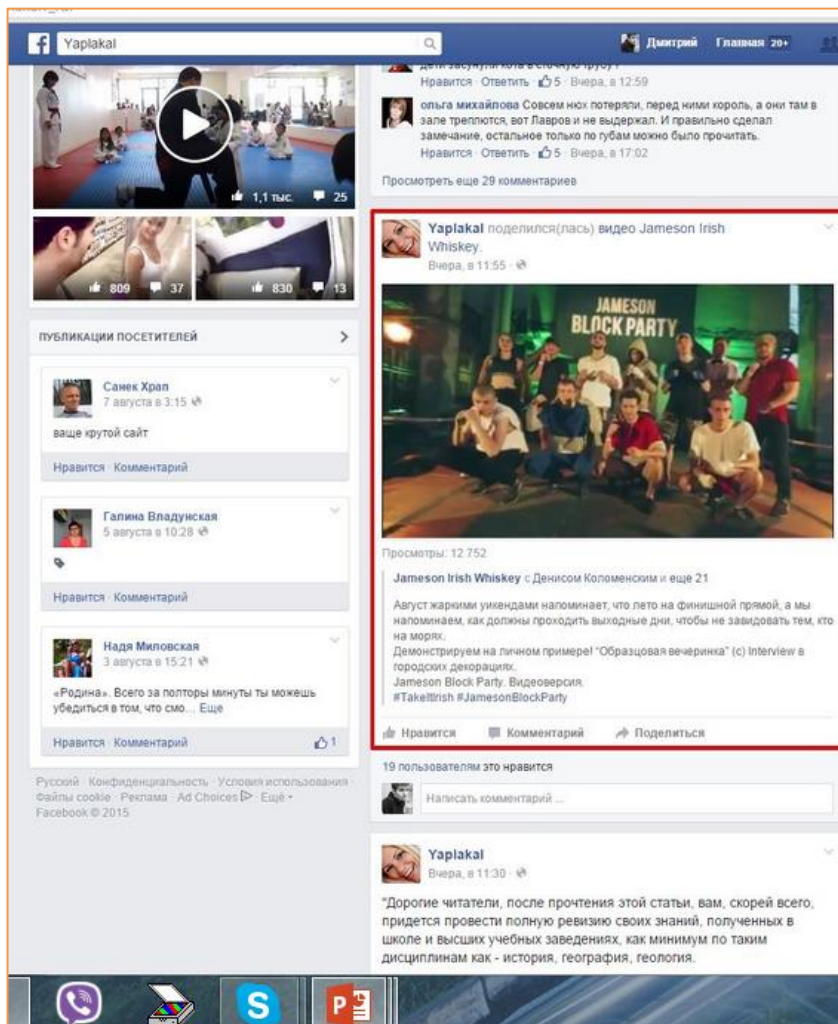 Yaplakal
Дмитрий Главная 20+
1,1 тыс. 25
809 37 830 13
ПУБЛИКАЦИИ ПОСЕТИТЕЛЕЙ
Санек Храп
7 августа в 3:15
ваще крутой сайт
Нравится · Комментарий
Галина Владунская
5 августа в 10:28
Нравится · Комментарий
Надя Миловская
3 августа в 15:21
«Родина». Всего за полторы минуты ты можешь
убедиться в том, что смо... Еще
Нравится · Комментарий 1
Русский · Конфиденциальность · Условия использования ·
Файлы cookie · Реклама · Ad Choices · Ещё
Facebook © 2015
дети засунули кота в сточную трубу?
Нравится · Ответить · 5 · Вчера, в 12:59
ольга михайлова Совсем нюх потеряли, перед ними король, а они там в
зале треплются, вот Лавров и не выдержал. И правильно сделал
замечание, остальное только по губам можно было прочитать.
Нравится · Ответить · 5 · Вчера, в 17:02
Просмотреть еще 29 комментариев
Yaplakal поделился(лась) видео Jameson Irish
Whiskey.
Вчера, в 11:55
JAMESON
BLOCK PARTY
Просмотры: 12 752
Jameson Irish Whiskey с Денисом Коломенским и еще 21
Август жаркими уикендами напоминает, что лето на финишной прямой, а мы
напоминаем, как должны проходить выходные дни, чтобы не завидовать тем, кто
на морях.
Демонстрируем на личном примере! "Образцовая вечеринка" (с) Interview в
городских декорациях.
Jameson Block Party. Видеоверсия.
#TakeItIrish #JamesonBlockParty
Нравится Комментарий Поделиться
19 пользователям это нравится
Написать комментарий ...
Yaplakal
Вчера, в 11:30
"Дорогие читатели, после прочтения этой статьи, вам, скорей всего,
придется провести полную ревизию своих знаний, полученных в
школе и высших учебных заведениях, как минимум по таким
дисциплинам как - история, география, геология.